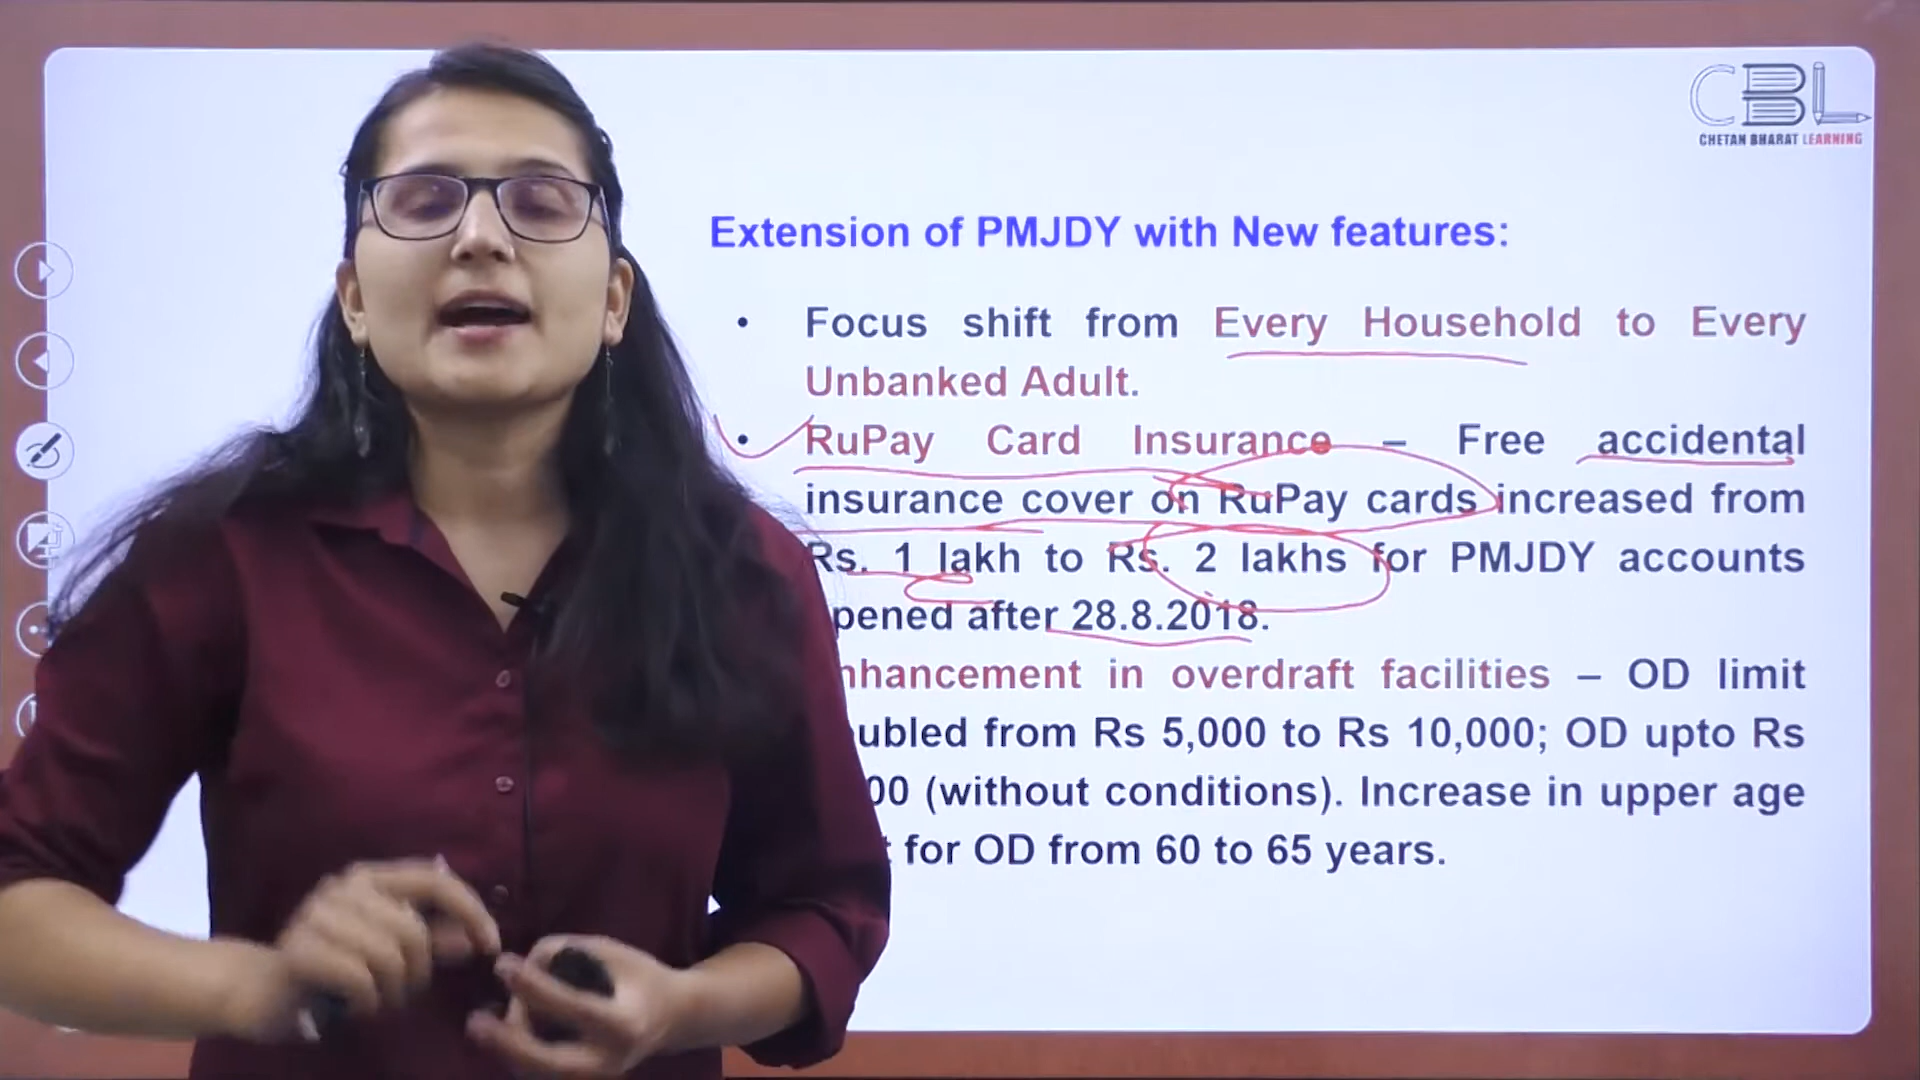 CBL
CHETAN BHARAT LEARNING
Extension of PMJDY with New features:
• Focus shift from Every Household to Every
Unbanked Adult.
• RuPay Card Insurance – Free accidental
insurance cover on RuPay cards increased from
Rs. 1 lakh to Rs. 2 lakhs for PMJDY accounts
pened after 28.8.2018.
nhancement in overdraft facilities – OD limit
ubled from Rs 5,000 to Rs 10,000; OD upto Rs
00 (without conditions). Increase in upper age
for OD from 60 to 65 years.